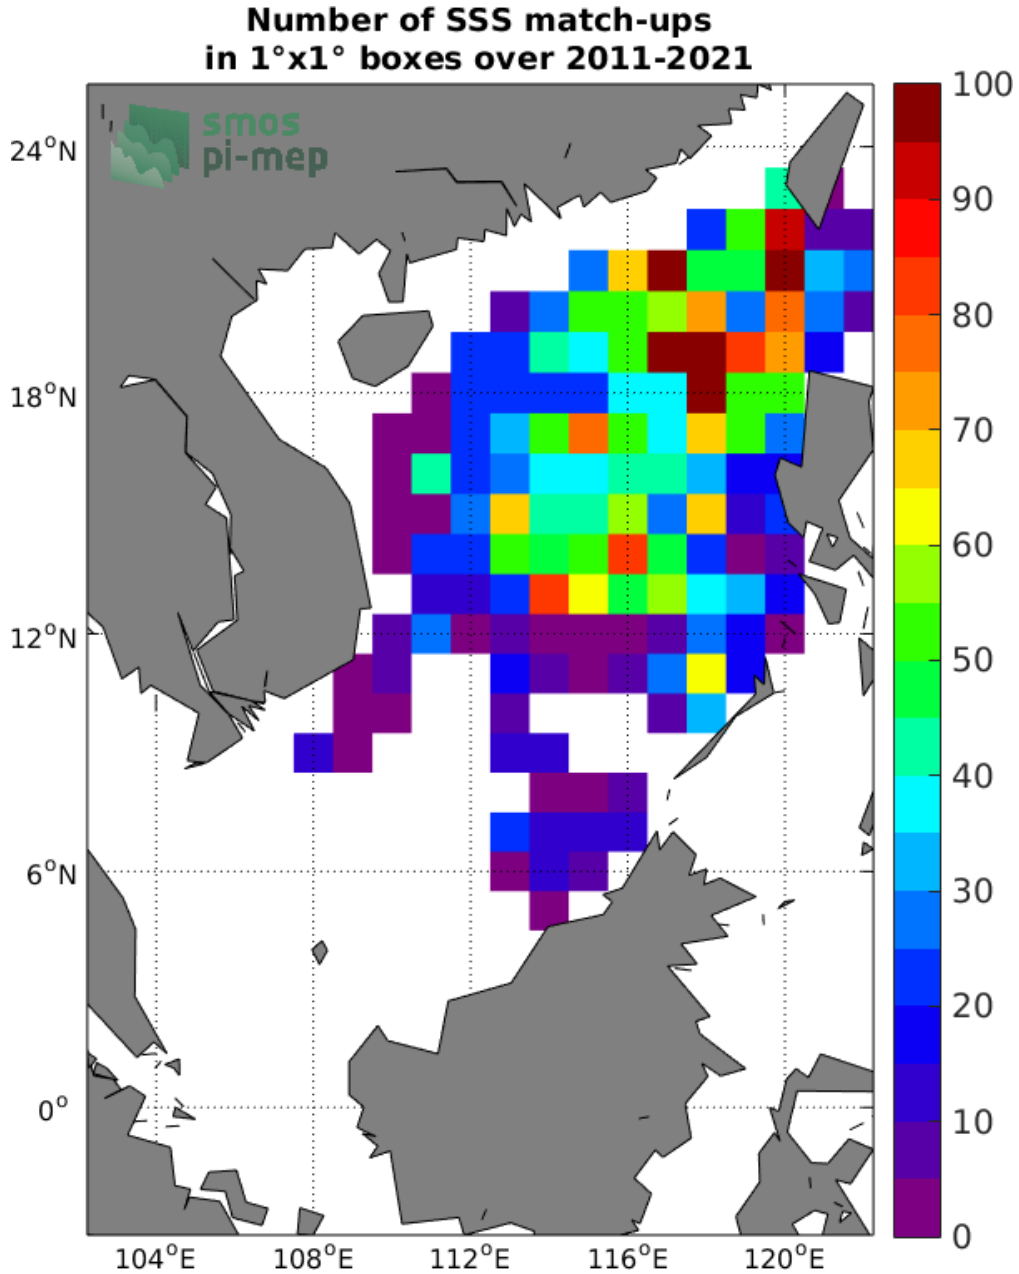 Number of SSS match-ups
in 1°x1° boxes over 2011-2021
smos
pi-mep
24°N
18°N
12°N
6°N
0°
104°E 108°E 112°E 116°E 120°E
100
90
80
70
60
50
40
30
20
10
0